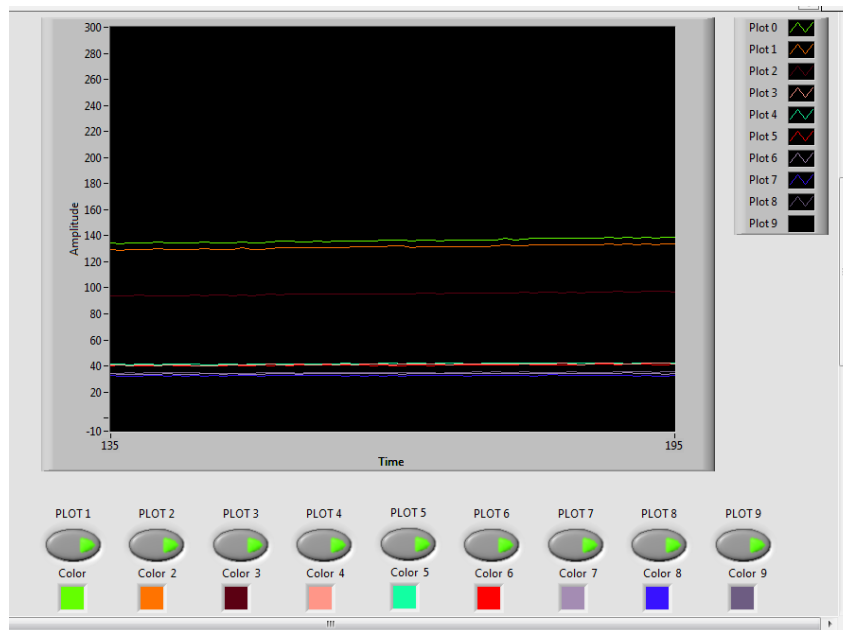 300
280
260
240
220
200
180
160
140
120
100
80
60
40
20
-10
Amplitude
135
195
Time
Plot 0
Plot 1
Plot 2
Plot 3
Plot 4
Plot 5
Plot 6
Plot 7
Plot 8
Plot 9
PLOT 1 PLOT 2 PLOT 3 PLOT 4 PLOT 5 PLOT 6 PLOT 7 PLOT 8 PLOT 9
Color Color 2 Color 3 Color 4 Color 5 Color 6 Color 7 Color 8 Color 9